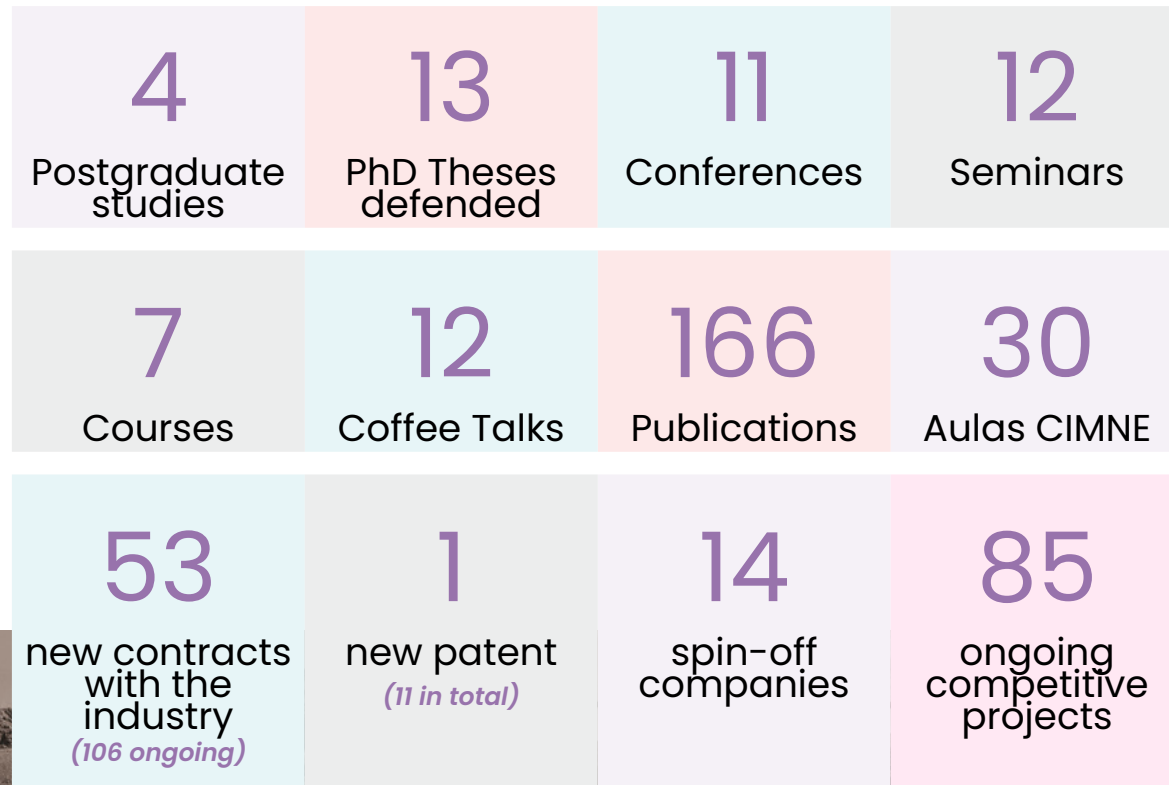 4
Postgraduate
studies
13
PhD Theses
defended
11
Conferences
12
Seminars
7
Courses
12
Coffee Talks
166
Publications
30
Aulas CIMNE
53
new contracts
with the
industry
(106 ongoing)
1
new patent
(11 in total)
14
spin-off
companies
85
ongoing
competitive
projects